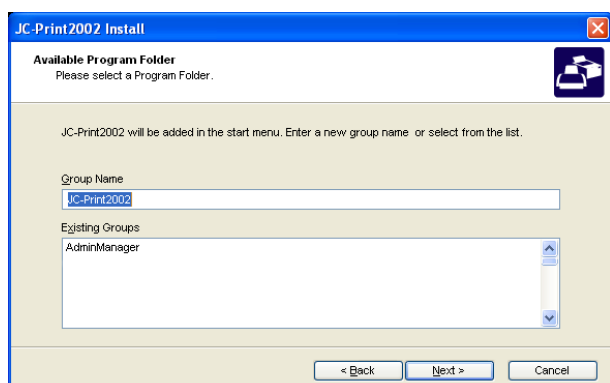 JC-Print2002 Install
Available Program Folder
Please select a Program Folder.
JC-Print2002 will be added in the start menu. Enter a new group name or select from the list.
Group Name
JC-Print2002
Existing Groups
AdminManager
< Back
Next >
Cancel